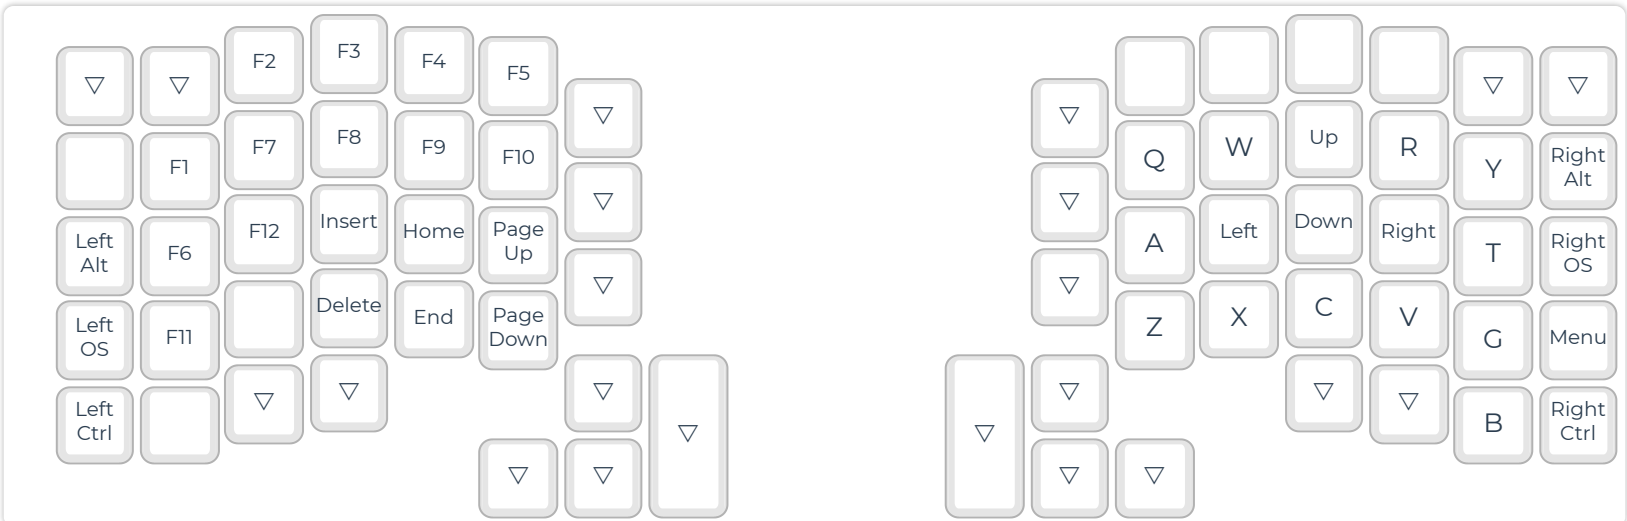 ▽ ▽ F2 F3 F4 F5 ▽
F1 F7 F8 F9 F10 ▽
Left
Alt
F6 F12 Insert Home
Page
Up
▽
Left
OS
F11 Delete End
Page
Down
Left
Ctrl
▽ ▽ ▽ ▽
▽ ▽
▽ ▽ ▽
▽ Q W Up R Y
Right
Alt
▽ A Left Down Right T
Right
OS
Z X C V G Menu
▽ ▽ ▽ ▽ B
Right
Ctrl
▽ ▽